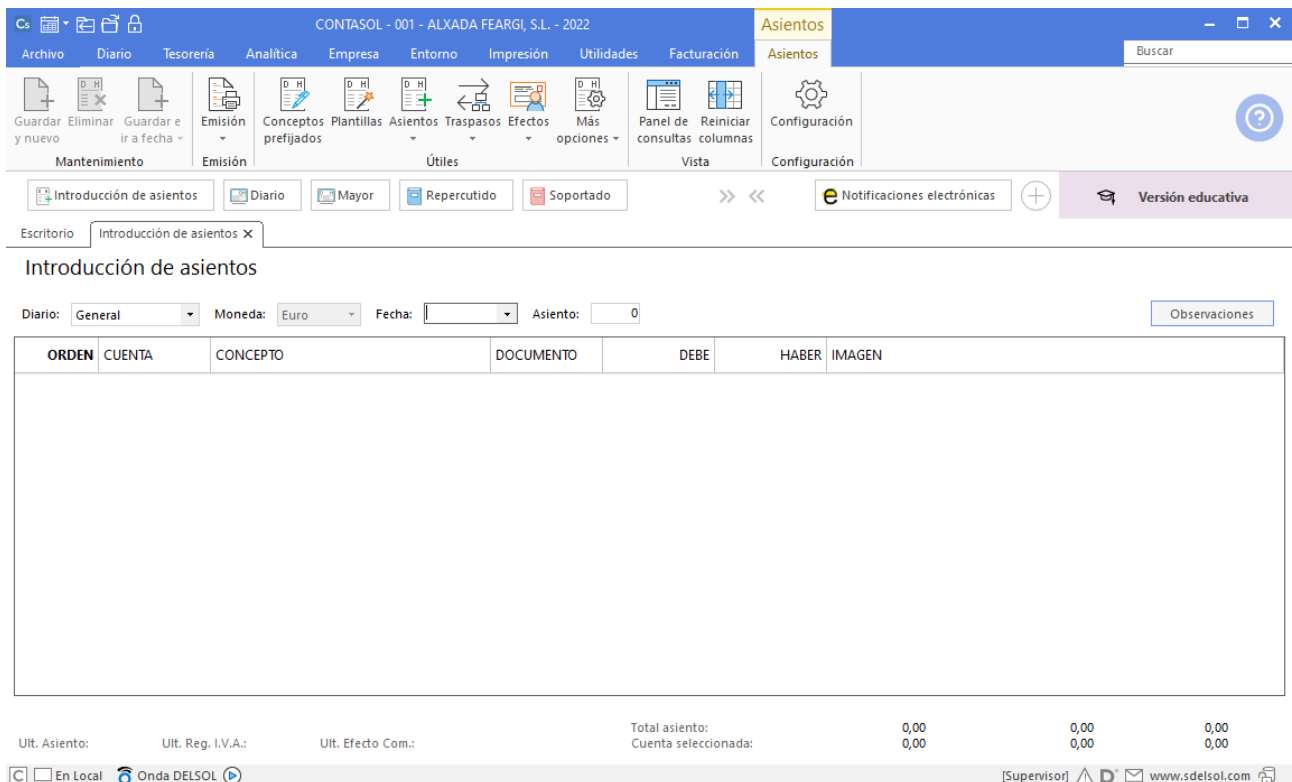 Cs CONTASOL - 001 - ALXADA FEARGI, S.L. - 2022 Asientos
Archivo Diario Tesorería Analítica Empresa Entorno Impresión Utilidades Facturación Asientos Buscar
Guardar y nuevo Eliminar Guardar e ir a fecha Emisión Conceptos prefijados Plantillas Asientos Traspasos Efectos Más opciones Panel de consultas Reiniciar columnas Configuración
Mantenimiento Emisión Útiles Vista Configuración
Introducción de asientos Diario Mayor Repercutido Soportado Notificaciones electrónicas Versión educativa
Escritorio Introducción de asientos
Introducción de asientos
Diario: General Moneda: Euro Fecha: Asiento: 0 Observaciones
ORDEN CUENTA CONCEPTO DOCUMENTO DEBE HABER IMAGEN
Total asiento: 0,00 0,00 0,00
Ult. Asiento: Ult. Reg. I.V.A.: Ult. Efecto Com.: Cuenta seleccionada: 0,00 0,00 0,00
C En Local Onda DELSOL [Supervisor] D www.sdelsol.com